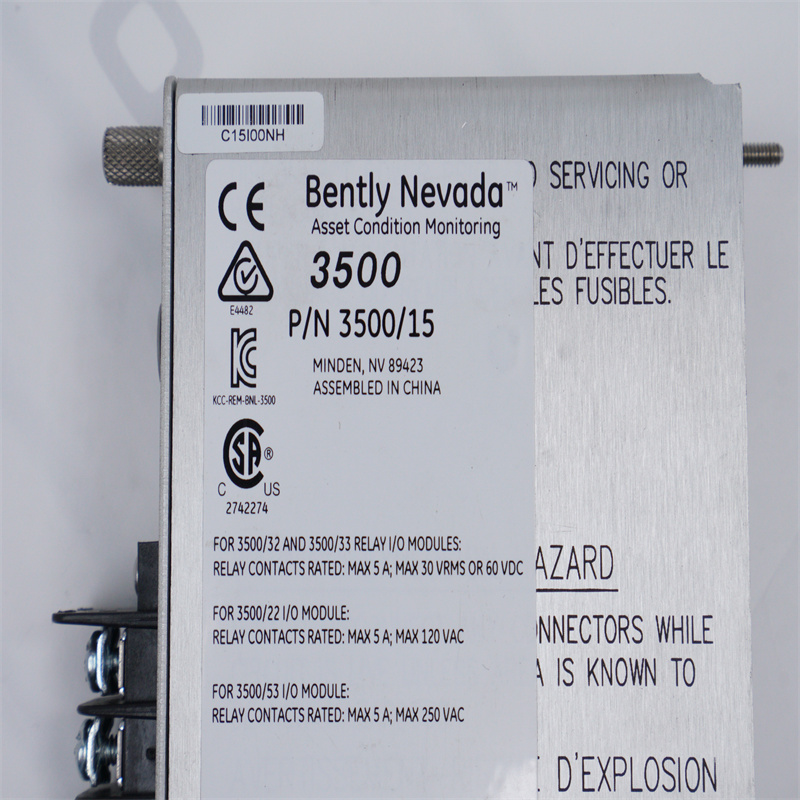 C15I00NH
Bently Nevada™
Asset Condition Monitoring
3500
P/N 3500/15
MINDEN, NV 89423
ASSEMBLED IN CHINA
CE
E4482
KCC-REM-BNL-3500
SA®
C US
2742274
FOR 3500/32 AND 3500/33 RELAY I/O MODULES:
RELAY CONTACTS RATED: MAX 5 A; MAX 30 VRMS OR 60 VDC
FOR 3500/22 I/O MODULE:
RELAY CONTACTS RATED: MAX 5 A; MAX 120 VAC
FOR 3500/53 I/O MODULE:
RELAY CONTACTS RATED: MAX 5 A; MAX 250 VAC
SERVICING OR
NT D'EFFECTUER LE
LES FUSIBLES.
AZARD
ONNECTORS WHILE
A IS KNOWN TO
E D'EXPLOSION